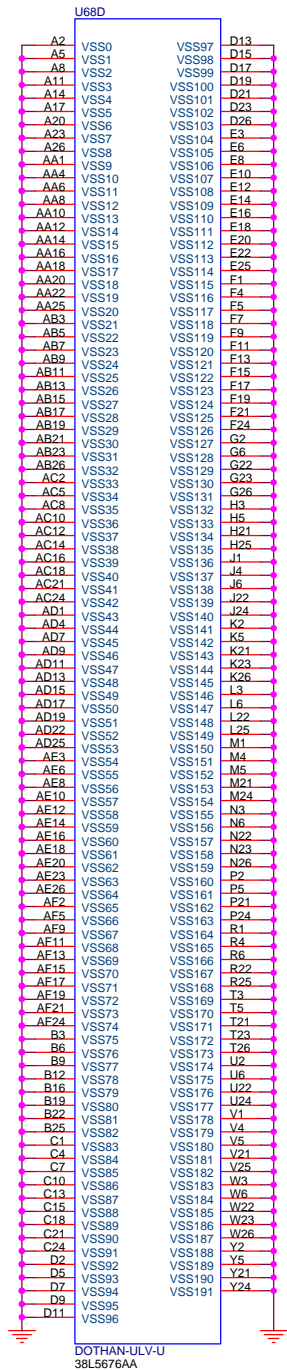 U68D
A2 VSS0 VSS97 D13
A5 VSS1 VSS98 D15
A8 VSS2 VSS99 D17
A11 VSS3 VSS100 D19
A14 VSS4 VSS101 D21
A17 VSS5 VSS102 D23
A20 VSS6 VSS103 D26
A23 VSS7 VSS104 E3
A26 VSS8 VSS105 E6
AA1 VSS9 VSS106 E8
AA4 VSS10 VSS107 E10
AA6 VSS11 VSS108 E12
AA8 VSS12 VSS109 E14
AA10 VSS13 VSS110 E16
AA12 VSS14 VSS111 E18
AA14 VSS15 VSS112 E20
AA16 VSS16 VSS113 E22
AA18 VSS17 VSS114 E25
AA20 VSS18 VSS115 F1
AA22 VSS19 VSS116 F4
AA25 VSS20 VSS117 F5
AB3 VSS21 VSS118 F7
AB5 VSS22 VSS119 F9
AB7 VSS23 VSS120 F11
AB9 VSS24 VSS121 F13
AB11 VSS25 VSS122 F15
AB13 VSS26 VSS123 F17
AB15 VSS27 VSS124 F19
AB17 VSS28 VSS125 F21
AB19 VSS29 VSS126 F24
AB21 VSS30 VSS127 G2
AB23 VSS31 VSS128 G6
AB26 VSS32 VSS129 G22
AC2 VSS33 VSS130 G23
AC5 VSS34 VSS131 G26
AC8 VSS35 VSS132 H3
AC10 VSS36 VSS133 H5
AC12 VSS37 VSS134 H21
AC14 VSS38 VSS135 H25
AC16 VSS39 VSS136 J1
AC18 VSS40 VSS137 J4
AC21 VSS41 VSS138 J6
AC24 VSS42 VSS139 J22
AD1 VSS43 VSS140 J24
AD4 VSS44 VSS141 K2
AD7 VSS45 VSS142 K5
AD9 VSS46 VSS143 K21
AD11 VSS47 VSS144 K23
AD13 VSS48 VSS145 K26
AD15 VSS49 VSS146 L3
AD17 VSS50 VSS147 L6
AD19 VSS51 VSS148 L22
AD22 VSS52 VSS149 L25
AD25 VSS53 VSS150 M1
AE3 VSS54 VSS151 M4
AE6 VSS55 VSS152 M5
AE8 VSS56 VSS153 M21
AE10 VSS57 VSS154 M24
AE12 VSS58 VSS155 N3
AE14 VSS59 VSS156 N6
AE16 VSS60 VSS157 N22
AE18 VSS61 VSS158 N23
AE20 VSS62 VSS159 N26
AE23 VSS63 VSS160 P2
AE26 VSS64 VSS161 P5
AF2 VSS65 VSS162 P21
AF5 VSS66 VSS163 P24
AF9 VSS67 VSS164 R1
AF11 VSS68 VSS165 R4
AF13 VSS69 VSS166 R6
AF15 VSS70 VSS167 R22
AF17 VSS71 VSS168 R25
AF19 VSS72 VSS169 T3
AF21 VSS73 VSS170 T5
AF24 VSS74 VSS171 T21
B3 VSS75 VSS172 T23
B6 VSS76 VSS173 T26
B9 VSS77 VSS174 U2
B12 VSS78 VSS175 U6
B16 VSS79 VSS176 U22
B19 VSS80 VSS177 U24
B22 VSS81 VSS178 V1
B25 VSS82 VSS179 V4
C1 VSS83 VSS180 V5
C4 VSS84 VSS181 V21
C7 VSS85 VSS182 V25
C10 VSS86 VSS183 W3
C13 VSS87 VSS184 W6
C15 VSS88 VSS185 W22
C18 VSS89 VSS186 W23
C21 VSS90 VSS187 W26
C24 VSS91 VSS188 Y2
D2 VSS92 VSS189 Y5
D5 VSS93 VSS190 Y21
D7 VSS94 VSS191 Y24
D9 VSS95
D11 VSS96
DOTHAN-ULV-U
38L5676AA